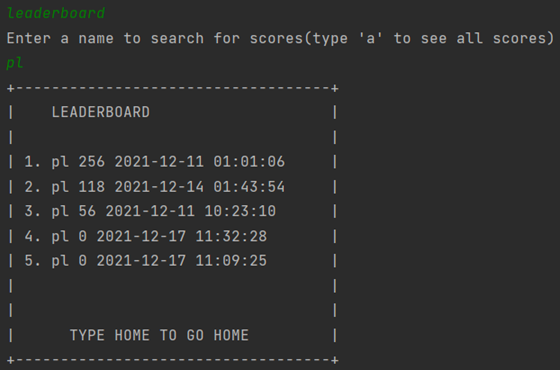 leaderboard
Enter a name to search for scores(type 'a' to see all scores)
pl
+-----------------------------------+
|    LEADERBOARD                    |
|                                   |
| 1. pl 256 2021-12-11 01:01:06     |
| 2. pl 118 2021-12-14 01:43:54     |
| 3. pl 56 2021-12-11 10:23:10      |
| 4. pl 0 2021-12-17 11:32:28       |
| 5. pl 0 2021-12-17 11:09:25       |
|                                   |
|                                   |
|      TYPE HOME TO GO HOME         |
+-----------------------------------+